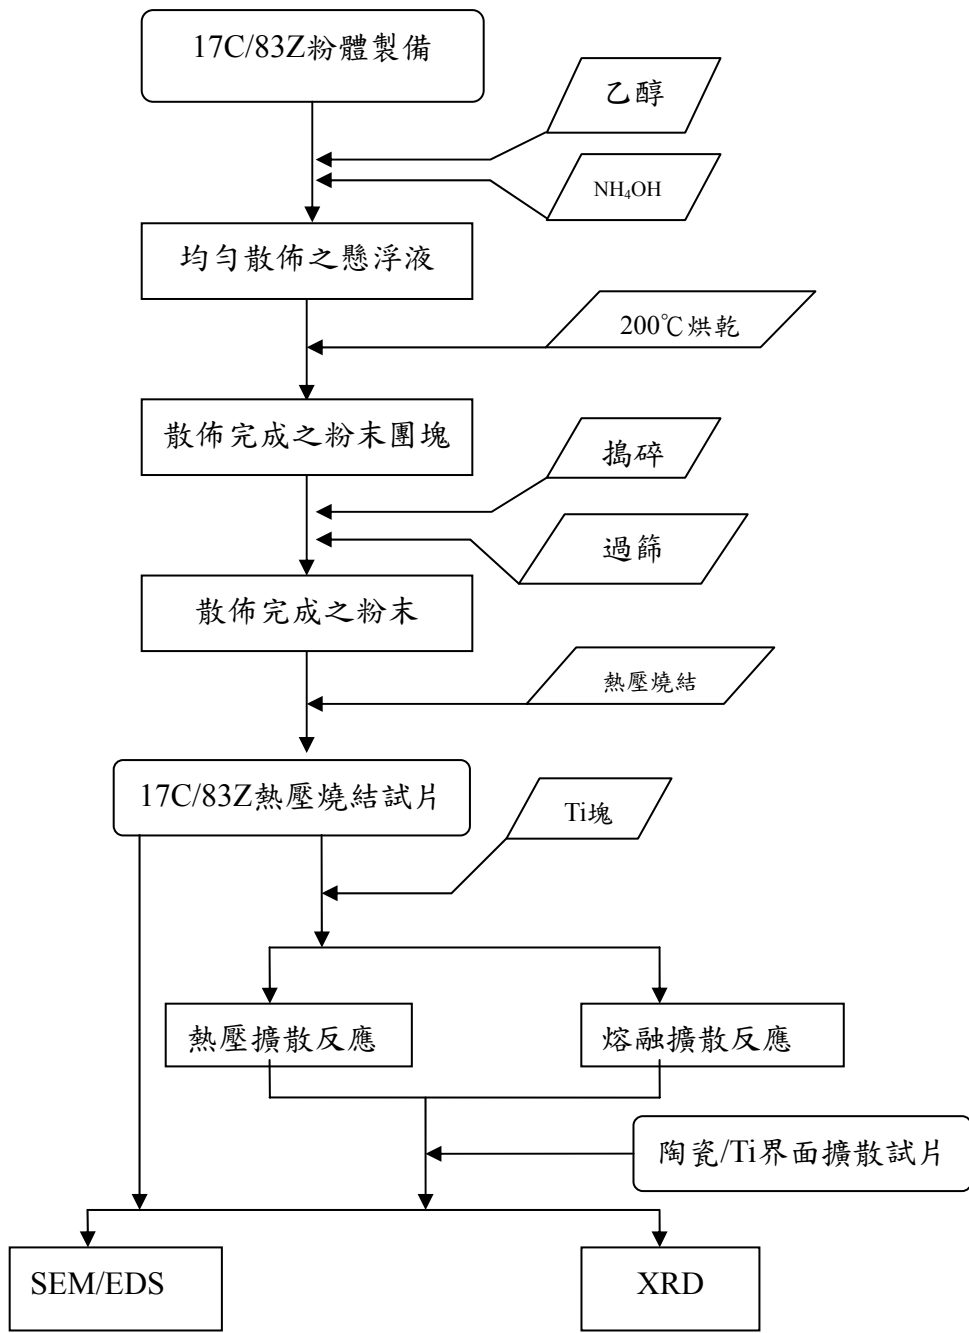 17C/83Z粉體製備
乙醇
NH₄OH
均勻散佈之懸浮液
200℃烘乾
散佈完成之粉末團塊
搗碎
過篩
散佈完成之粉末
熱壓燒結
17C/83Z熱壓燒結試片
Ti塊
熱壓擴散反應
熔融擴散反應
陶瓷/Ti界面擴散試片
SEM/EDS
XRD